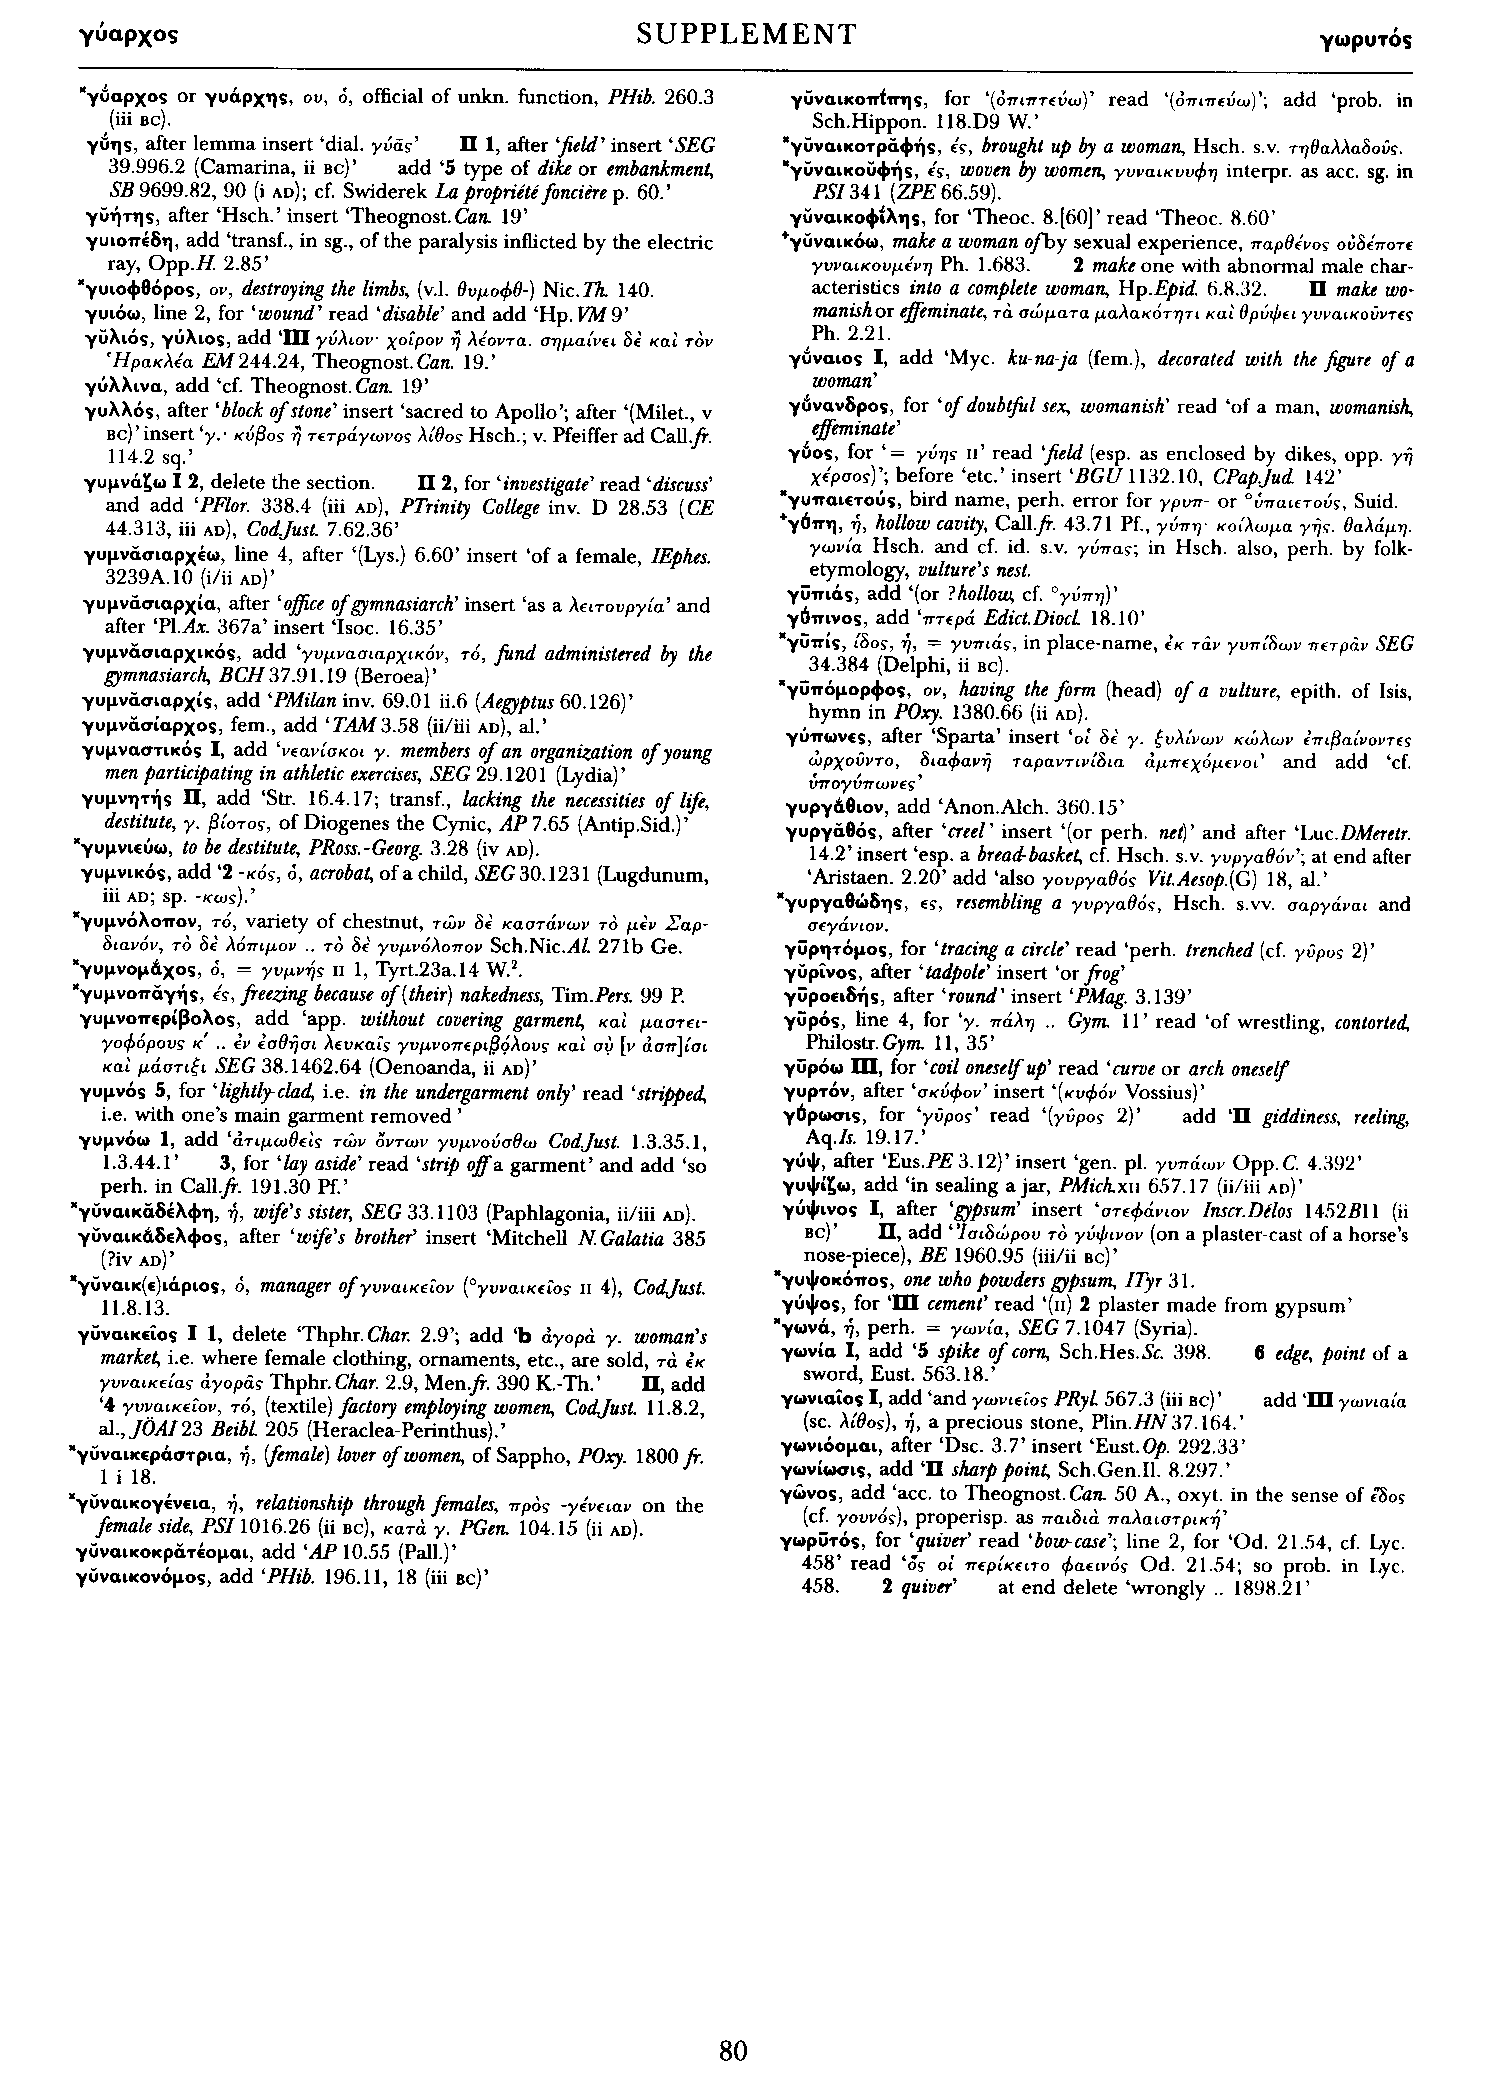 γύαρχος
SUPPLEMENT
γωρυτός
*γύ̆αρχος or γυάρχης, ου, ὁ, official of unkn. function, PHib. 260.3
(iii BC).
γύ̆ης, after lemma insert ‘dial. γύᾱς’ II 1, after ‘field’ insert ‘SEG
39.996.2 (Camarina, ii BC)’ add ‘5 type of dike or embankment,
SB 9699.82, 90 (i AD); cf. Swiderek La propriété foncière p. 60.’
γῠήτης, after ‘Hsch.’ insert ‘Theognost.Can. 19’
γυιοπέδη, add ‘transf., in sg., of the paralysis inflicted by the electric
ray, Opp.H. 2.85’
*γυιοφθόρος, ον, destroying the limbs, (v.l. θυμοφθ-) Nic.Th. 140.
γυιόω, line 2, for ‘wound’ read ‘disable’ and add ‘Hp.VM 9’
γῡλιός, γύλιος, add ‘III γύλιον· χοῖρον ἢ λέοντα. σημαίνει δὲ καὶ τὸν
Ἡρακλέα EM 244.24, Theognost.Can. 19.’
γύλλινα, add ‘cf. Theognost.Can. 19’
γυλλός, after ‘block of stone’ insert ‘sacred to Apollo’; after ‘(Milet., v
BC)’ insert ‘γ.· κύβος ἢ τετράγωνος λίθος Hsch.; v. Pfeiffer ad Call.fr.
114.2 sq.’
γυμνάζω I 2, delete the section. II 2, for ‘investigate’ read ‘discuss’
and add ‘PFlor. 338.4 (iii AD), PTrinity College inv. D 28.53 (CE
44.313, iii AD), Cod.Just. 7.62.36’
γυμνᾰσιαρχέω, line 4, after ‘(Lys.) 6.60’ insert ‘of a female, IEphes.
3239A.10 (i/ii AD)’
γυμνᾰσιαρχία, after ‘office of gymnasiarch’ insert ‘as a λειτουργία’ and
after ‘Pl.Ax. 367a’ insert ‘Isoc. 16.35’
γυμνᾰσιαρχικός, add ‘γυμνασιαρχικόν, τό, fund administered by the
gymnasiarch, BCH 37.91.19 (Beroea)’
γυμνᾰσιαρχίς, add ‘PMilan inv. 69.01 ii.6 (Aegyptus 60.126)’
γυμνᾰσίαρχος, fem., add ‘TAM 3.58 (ii/iii AD), al.’
γυμναστικός I, add ‘νεανίσκοι γ. members of an organization of young
men participating in athletic exercises, SEG 29.1201 (Lydia)’
γυμνητής II, add ‘Str. 16.4.17; transf., lacking the necessities of life,
destitute, γ. βίοτος, of Diogenes the Cynic, AP 7.65 (Antip.Sid.)’
*γυμνιεύω, to be destitute, PRoss.-Georg. 3.28 (iv AD).
γυμνικός, add ‘2 -κός, ὁ, acrobat, of a child, SEG 30.1231 (Lugdunum,
iii AD; sp. -κως).’
*γυμνόλοπον, τό, variety of chestnut, τῶν δὲ καστάνων τὸ μὲν Σαρ-
διανόν, τὸ δὲ λόπιμον .. τὸ δὲ γυμνόλοπον Sch.Nic.Al. 271b Ge.
*γυμνομάχος, ὁ, = γυμνής II 1, Tyrt.23a.14 W.².
*γυμνοπᾰγής, ές, freezing because of (their) nakedness, Tim.Pers. 99 P.
γυμνοπερίβολος, add ‘app. without covering garment, καὶ μαστει-
γοφόρους κʹ .. ἐν ἐσθῆσι λευκαῖς γυμνοπεριβόλους καὶ σὺ [ν ἀσπ]ίσι
καὶ μάστιξι SEG 38.1462.64 (Oenoanda, ii AD)’
γυμνός 5, for ‘lightly-clad, i.e. in the undergarment only’ read ‘stripped,
i.e. with one’s main garment removed ’
γυμνόω 1, add ‘ἀτιμωθεὶς τῶν ὄντων γυμνούσθω Cod.Just. 1.3.35.1,
1.3.44.1’ 3, for ‘lay aside’ read ‘strip off a garment’ and add ‘so
perh. in Call.fr. 191.30 Pf.’
*γῠναικᾰδέλφη, ἡ, wife’s sister, SEG 33.1103 (Paphlagonia, ii/iii AD).
γῠναικάδελφος, after ‘wife’s brother’ insert ‘Mitchell N.Galatia 385
(?iv AD)’
*γῠναικ(ε)ιάριος, ὁ, manager of γυναικεῖον (°γυναικεῖος II 4), Cod.Just.
11.8.13.
γῠναικεῖος I 1, delete ‘Thphr.Char. 2.9’; add ‘b ἀγορὰ γ. woman’s
market, i.e. where female clothing, ornaments, etc., are sold, τὰ ἐκ
γυναικείας ἀγορᾶς Thphr.Char. 2.9, Men.fr. 390 K.-Th.’ II, add
‘4 γυναικεῖον, τό, (textile) factory employing women, Cod.Just. 11.8.2,
al., JÖAI 23 Beibl. 205 (Heraclea-Perinthus).’
*γῠναικεράστρια, ἡ, (female) lover of women, of Sappho, POxy. 1800 fr.
1 i 18.
*γῠναικογένεια, ἡ, relationship through females, πρὸς -γένειαν on the
female side, PSI 1016.26 (ii BC), κατὰ γ. PGen. 104.15 (ii AD).
γῠναικοκρᾰτέομαι, add ‘AP 10.55 (Pall.)’
γῠναικονόμος, add ‘PHib. 196.11, 18 (iii BC)’
γῠναικοπῑ́πης, for ‘(ὀπιπτεύω)’ read ‘(ὀπιπεύω)’; add ‘prob. in
Sch.Hippon. 118.D9 W.’
*γῠναικοτρᾰφής, ές, brought up by a woman, Hsch. s.v. τηθαλλαδούς.
*γῠναικοῠφής, ές, woven by women, γυναικυυφη interpr. as acc. sg. in
PSI 341 (ZPE 66.59).
γῠναικοφίλης, for ‘Theoc. 8.[60]’ read ‘Theoc. 8.60’
⁺γῠναικόω, make a woman of by sexual experience, παρθένος οὐδέποτε
γυναικουμένη Ph. 1.683. 2 make one with abnormal male char-
acteristics into a complete woman, Hp.Epid. 6.8.32. II make wo-
manish or effeminate, τὰ σώματα μαλακότητι καὶ θρύψει γυναικοῦντες
Ph. 2.21.
γύ̆ναιος I, add ‘Myc. ku-na-ja (fem.), decorated with the figure of a
woman’
γύ̆νανδρος, for ‘of doubtful sex, womanish’ read ‘of a man, womanish,
effeminate’
γύ̆ος, for ‘= γύης II’ read ‘field (esp. as enclosed by dikes, opp. γῆ
χέρσος)’; before ‘etc.’ insert ‘BGU 1132.10, CPap.Jud. 142’
*γυπαιετούς, bird name, perh. error for γρυπ- or °ὑπαιετούς, Suid.
⁺γύπη, ἡ, hollow cavity, Call.fr. 43.71 Pf., γύπη· κοίλωμα γῆς. θαλάμη.
γωνία Hsch. and cf. id. s.v. γύπας; in Hsch. also, perh. by folk-
etymology, vulture’s nest.
γῡπιάς, add ‘(or ?hollow, cf. °γύπη)’
γύπινος, add ‘πτερά Edict.Diocl. 18.10’
*γῡπίς, ίδος, ἡ, = γυπιάς, in place-name, ἐκ τᾶν γυπίδων πετρᾶν SEG
34.384 (Delphi, ii BC).
*γῡπόμορφος, ον, having the form (head) of a vulture, epith. of Isis,
hymn in POxy. 1380.66 (ii AD).
γύπωνες, after ‘Sparta’ insert ‘οἱ δὲ γ. ξυλίνων κώλων ἐπιβαίνοντες
ὠρχοῦντο, διαφανῆ ταραντινίδια ἀμπεχόμενοι’ and add ‘cf.
ὑπογύπωνες’
γυργάθιον, add ‘Anon.Alch. 360.15’
γυργᾰθός, after ‘creel’ insert ‘(or perh. net)’ and after ‘Luc.DMeretr.
14.2’ insert ‘esp. a bread-basket, cf. Hsch. s.v. γυργαθόν’; at end after
‘Aristaen. 2.20’ add ‘also γουργαθός Vit.Aesop.(G) 18, al.’
*γυργαθώδης, ες, resembling a γυργαθός, Hsch. s.vv. σαργάναι and
σεγάνιον.
γῡρητόμος, for ‘tracing a circle’ read ‘perh. trenched (cf. γῦρος 2)’
γῠρῖνος, after ‘tadpole’ insert ‘or frog’
γῡροειδής, after ‘round’ insert ‘PMag. 3.139’
γῡρός, line 4, for ‘γ. πάλη .. Gym. 11’ read ‘of wrestling, contorted,
Philostr.Gym. 11, 35’
γῡρόω III, for ‘coil oneself up’ read ‘curve or arch oneself’
γυρτόν, after ‘σκύφον’ insert ‘(κυφόν Vossius)’
γύρωσις, for ‘γῦρος’ read ‘(γῦρος 2)’ add ‘II giddiness, reeling,
Aq.Is. 19.17.’
γύψ, after ‘Eus.PE 3.12)’ insert ‘gen. pl. γυπάων Opp.C. 4.392’
γυψίζω, add ‘in sealing a jar, PMich.XII 657.17 (ii/iii AD)’
γύψινος I, after ‘gypsum’ insert ‘στεφάνιον Inscr.Délos 1452B11 (ii
BC)’ II, add ‘Ἰσιδώρου τὸ γύψινον (on a plaster-cast of a horse’s
nose-piece), BE 1960.95 (iii/ii BC)’
*γυψοκόπος, one who powders gypsum, ITyr 31.
γύψος, for ‘III cement’ read ‘(II) 2 plaster made from gypsum’
*γωνά, ἡ, perh. = γωνία, SEG 7.1047 (Syria).
γωνία I, add ‘5 spike of corn, Sch.Hes.Sc. 398. 6 edge, point of a
sword, Eust. 563.18.’
γωνιαῖος I, add ‘and γωνιεῖος PRyl. 567.3 (iii BC)’ add ‘III γωνιαία
(sc. λίθος), ἡ, a precious stone, Plin.HN 37.164.’
γωνιόομαι, after ‘Dsc. 3.7’ insert ‘Eust.Op. 292.33’
γωνίωσις, add ‘II sharp point, Sch.Gen.Il. 8.297.’
γῶνος, add ‘acc. to Theognost.Can. 50 A., oxyt. in the sense of ἕδος
(cf. γουνός), properisp. as παιδιὰ παλαιστρική’
γωρῡτός, for ‘quiver’ read ‘bow-case’; line 2, for ‘Od. 21.54, cf. Lyc.
458’ read ‘ὅς οἱ περίκειτο φαεινός Od. 21.54; so prob. in Lyc.
458. 2 quiver’ at end delete ‘wrongly .. 1898.21’
80